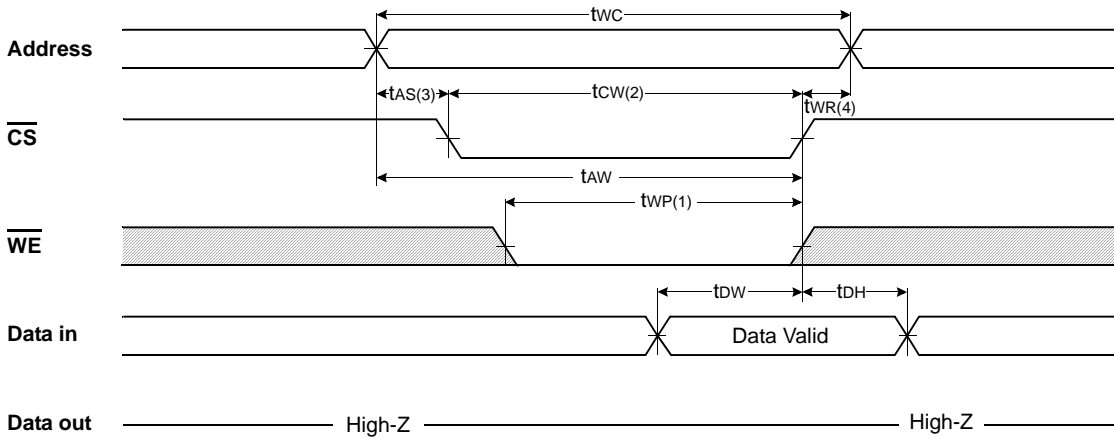 tWC
Address
tAS(3) tCW(2) tWR(4)
CS
tAW
tWP(1)
WE
tDW tDH
Data in Data Valid
Data out High-Z High-Z